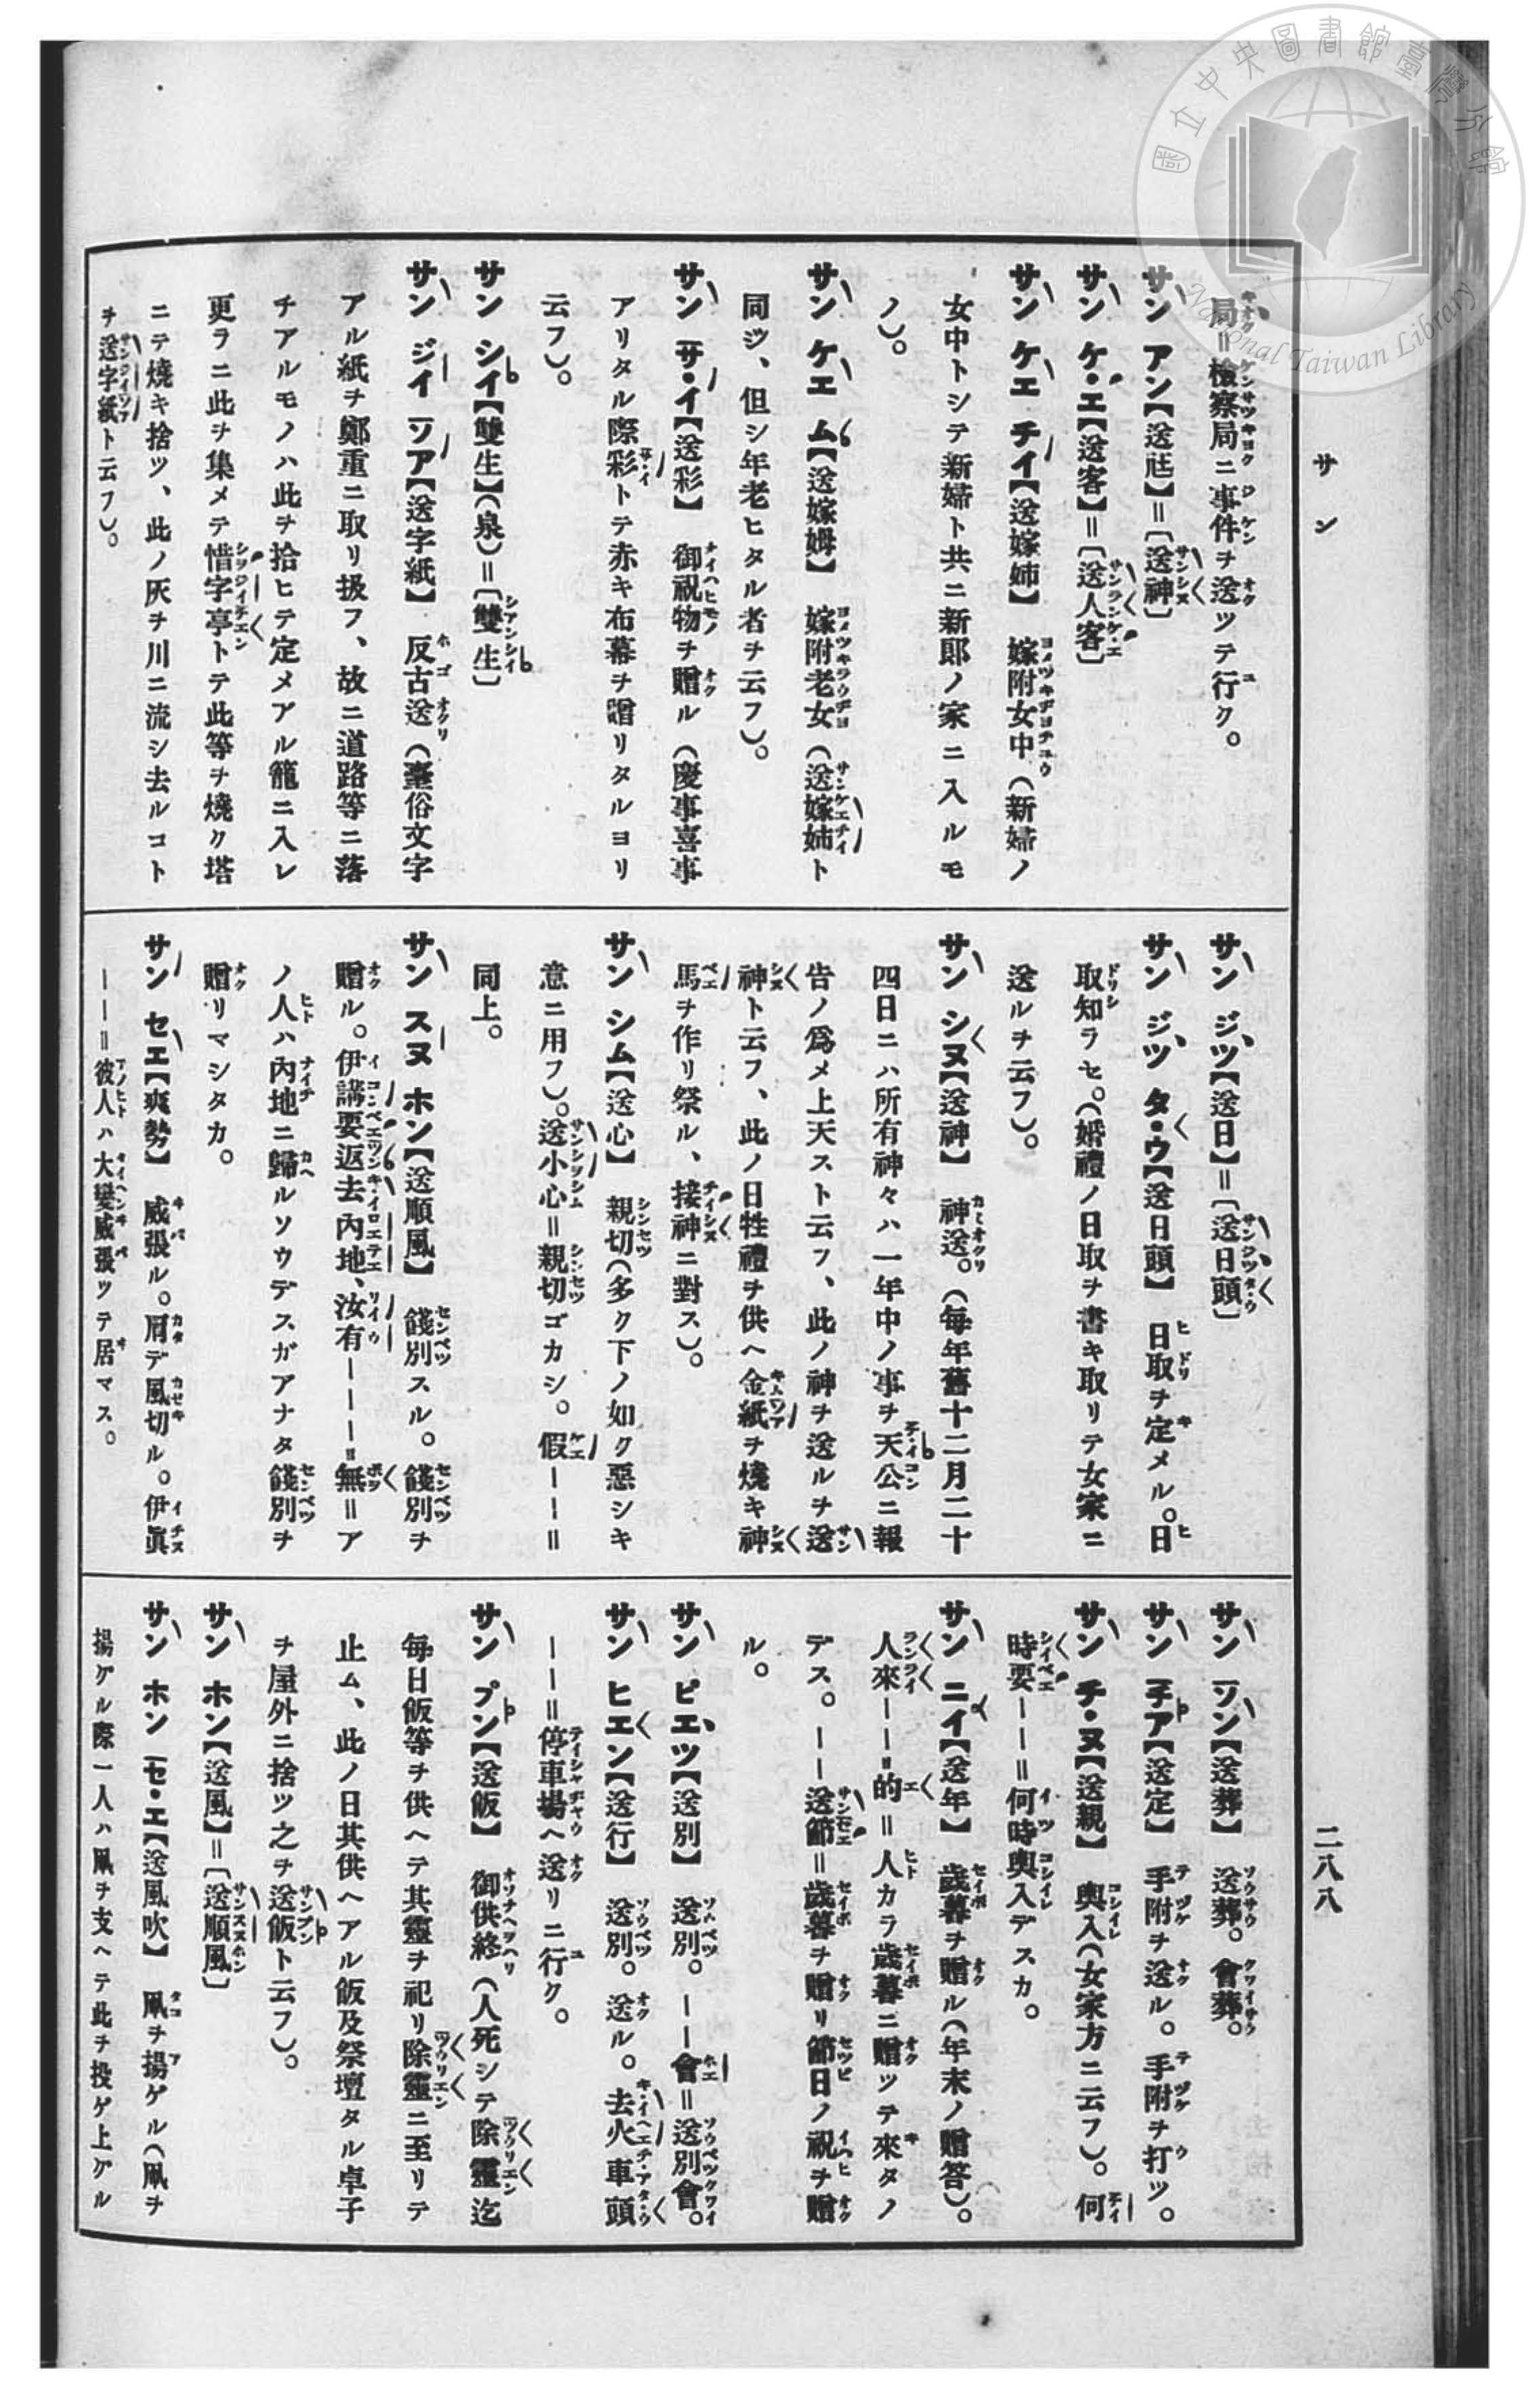 サン
二八八
局＝檢察局ニ事件ヲ送ツテ行ク。
サン アン【送尫】＝〔送神〕
サン ケ・エ【送客】＝〔送人客〕
サン ケエ チイ【送嫁姉】 嫁附女中（新婦ノ
女中トシテ新婦ト共ニ新郎ノ家ニ入ルモ
ノ）。
サン ケエ ム【送嫁姆】 嫁附老女（送嫁姉ト
同ジ、但シ年老ヒタル者ヲ云フ）。
サン サ・イ【送彩】 御祝物ヲ贈ル（慶事喜事
アリタル際彩トテ赤キ布幕ヲ贈リタルヨリ
云フ）。
サン シイ【雙生】（泉）＝〔雙生〕
サン ジイ ツア【送字紙】 反古送（臺俗文字
アル紙ヲ鄭重ニ取リ扱フ、故ニ道路等ニ落
チアルモノハ此ヲ拾ヒテ定メアル籠ニ入レ
更ラニ此ヲ集メテ惜字亭トテ此等ヲ燒ク塔
ニテ燒キ捨ツ、此ノ灰ヲ川ニ流シ去ルコト
ヲ送字紙ト云フ）。
サン ジツ【送日】＝〔送日頭〕
サン ジツ タ・ウ【送日頭】 日取ヲ定メル。日
取知ラセ。（婚禮ノ日取ヲ書キ取リテ女家ニ
送ルヲ云フ）。
サン シヌ【送神】 神送。（每年舊十二月二十
四日ニハ所有神々ハ一年中ノ事ヲ天公ニ報
吿ノ爲メ上天スト云フ、此ノ神ヲ送ルヲ送
神ト云フ、此ノ日牲禮ヲ供ヘ金紙ヲ燒キ神
馬ヲ作リ祭ル、接神ニ對ス）。
サン シム【送心】 親切（多ク下ノ如ク惡シキ
意ニ用フ）。送小心＝親切ゴカシ。假ーーー＝
同上。
サン スヌ ホン【送順風】 餞別スル。餞別ヲ
贈ル。伊講要返去內地、汝有ーーー＝無＝ア
ノ人ハ內地ニ歸ルソウデスガアナタ餞別ヲ
贈リマシタカ。
サン セエ【爽勢】 威張ル。肩デ風切ル。伊眞
ーー＝彼人ハ大變威張ツテ居マス。
サン ツン【送葬】 送葬。會葬。
サン チア【送定】 手附ヲ送ル。手附ヲ打ツ。
サン チ・ヌ【送親】 輿入（女家方ニ云フ）。何
時要ーー＝何時輿入デスカ。
サン ニイ【送年】 歲暮ヲ贈ル（年末ノ贈答）。
人來ーー＝的＝人カラ歲暮ニ贈ツテ來タノ
デス。ーー送節＝歲暮ヲ贈リ節日ノ祝ヲ贈
ル。
サン ピエツ【送別】 送別。ーー會＝送別會。
サン ヒエン【送行】 送別。送ル。去火車頭
ーー＝停車場ヘ送リニ行ク。
サン プン【送飯】 御供終（人死シテ除靈迄
每日飯等ヲ供ヘテ其靈ヲ祀リ除靈ニ至リテ
止ム、此ノ日其供ヘアル飯及祭壇タル卓子
ヲ屋外ニ捨ツ之ヲ送飯ト云フ）。
サン ホン【送風】＝〔送順風〕
サン ホン セ・エ【送風吹】 凧ヲ揚ゲル（凧ヲ
揚ゲル際一人ハ凧ヲ支ヘテ此ヲ投ゲ上ゲル
國立中央圖書館臺灣分館
National Taiwan Library